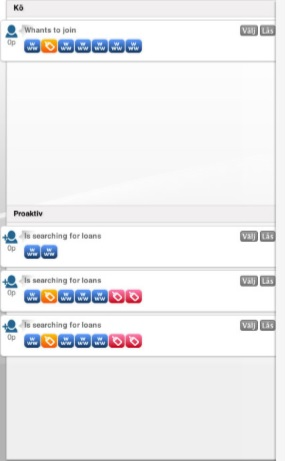 Kö
Whants to join
Välj Läs
0p
Proaktiv
Is searching for loans
Välj Läs
0p
Is searching for loans
Välj Läs
0p
Is searching for loans
Välj Läs
0p